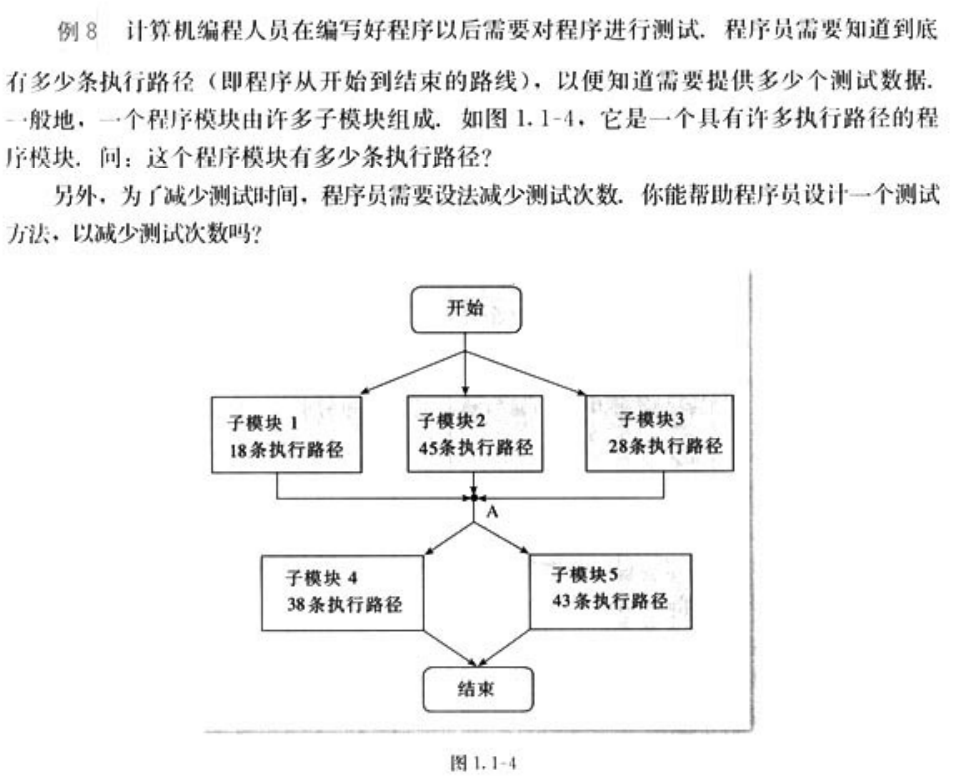 例 8 计算机编程人员在编写好程序以后需要对程序进行测试. 程序员需要知道到底
有多少条执行路径（即程序从开始到结束的路线），以便知道需要提供多少个测试数据.
一般地，一个程序模块由许多子模块组成. 如图 1.1-4，它是一个具有许多执行路径的程
序模块. 问：这个程序模块有多少条执行路径？
另外，为了减少测试时间，程序员需要设法减少测试次数. 你能帮助程序员设计一个测试
方法，以减少测试次数吗？
开始
子模块 1
18条执行路径
子模块2
45条执行路径
子模块3
28条执行路径
A
子模块 4
38条执行路径
子模块5
43条执行路径
结束
图 1.1-4